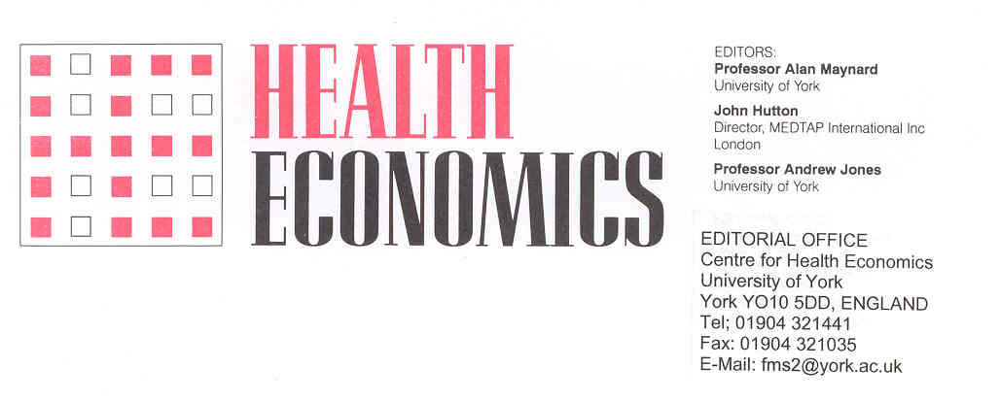 HEALTH
ECONOMICS
EDITORS:
Professor Alan Maynard
University of York
John Hutton
Director, MEDTAP International Inc
London
Professor Andrew Jones
University of York
EDITORIAL OFFICE
Centre for Health Economics
University of York
York YO10 5DD, ENGLAND
Tel; 01904 321441
Fax: 01904 321035
E-Mail: fms2@york.ac.uk